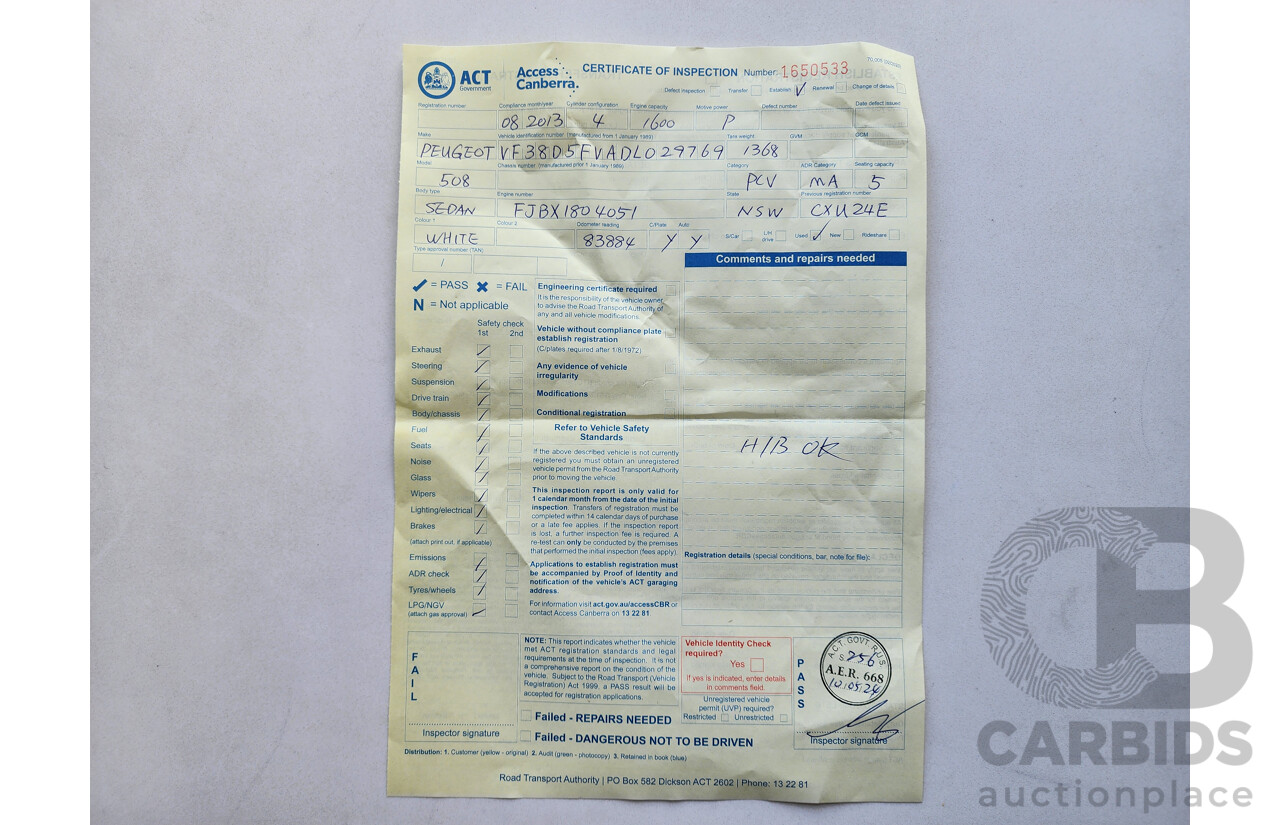 ACT
Government
Access
Canberra.
CERTIFICATE OF INSPECTION Number: 1650533
Defect inspection Transfer Establish ✓ Renewal Change of details
Registration number Compliance month/year Cylinder configuration Engine capacity Motive power Defect number Date defect issued
08 2013 4 1600 P
Make Vehicle identification number (manufactured from 1 January 1989) Tare weight GVM GCM
PEUGEOT VF38D5FVADL029769 1368
Model Chassis number (manufactured prior 1 January 1989) Category ADR Category Seating capacity
508 PCV MA 5
Body type Engine number State Previous registration number
SEDAN FJBX1804051 NSW CXU24E
Colour 1 Colour 2 Odometer reading C/Plate Auto S/Car L/H drive Used ✓ New Rideshare
WHITE 83884 Y Y
Type approval number (TAN)
/
Comments and repairs needed
✓ = PASS ✖ = FAIL
N = Not applicable
Safety check
1st 2nd
Exhaust
Steering
Suspension
Drive train
Body/chassis
Fuel
Seats
Noise
Glass
Wipers
Lighting/electrical
Brakes
(attach print out, if applicable)
Emissions
ADR check
Tyres/wheels
LPG/NGV
(attach gas approval)
Engineering certificate required
It is the responsibility of the vehicle owner
to advise the Road Transport Authority of
any and all vehicle modifications.
Vehicle without compliance plate
establish registration
(C/plates required after 1/8/1972)
Any evidence of vehicle
irregularity
Modifications
Conditional registration
Refer to Vehicle Safety
Standards
If the above described vehicle is not currently
registered you must obtain an unregistered
vehicle permit from the Road Transport Authority
prior to moving the vehicle.
This inspection report is only valid for
1 calendar month from the date of the initial
inspection. Transfers of registration must be
completed within 14 calendar days of purchase
or a late fee applies. If the inspection report
is lost, a further inspection fee is required. A
re-test can only be conducted by the premises
that performed the initial inspection (fees apply).
Applications to establish registration must
be accompanied by Proof of Identity and
notification of the vehicle's ACT garaging
address.
For information visit act.gov.au/accessCBR or
contact Access Canberra on 13 22 81
H/B OK
Registration details (special conditions, bar, note for file):
FAIL
Inspector signature
NOTE: This report indicates whether the vehicle
met ACT registration standards and legal
requirements at the time of inspection. It is not
a comprehensive report on the condition of the
vehicle. Subject to the Road Transport (Vehicle
Registration) Act 1999, a PASS result will be
accepted for registration applications.
Vehicle Identity Check
required?
Yes
If yes is indicated, enter details
in comments field.
Unregistered vehicle
permit (UVP) required?
Restricted Unrestricted
Failed - REPAIRS NEEDED
Failed - DANGEROUS NOT TO BE DRIVEN
PASS
ACT GOVT RUS
256
A.E.R. 668
10.05.24
Inspector signature
Distribution: 1. Customer (yellow - original) 2. Audit (green - photocopy) 3. Retained in book (blue)
Road Transport Authority | PO Box 582 Dickson ACT 2602 | Phone: 13 22 81
CB
CARBIDS
auctionplace